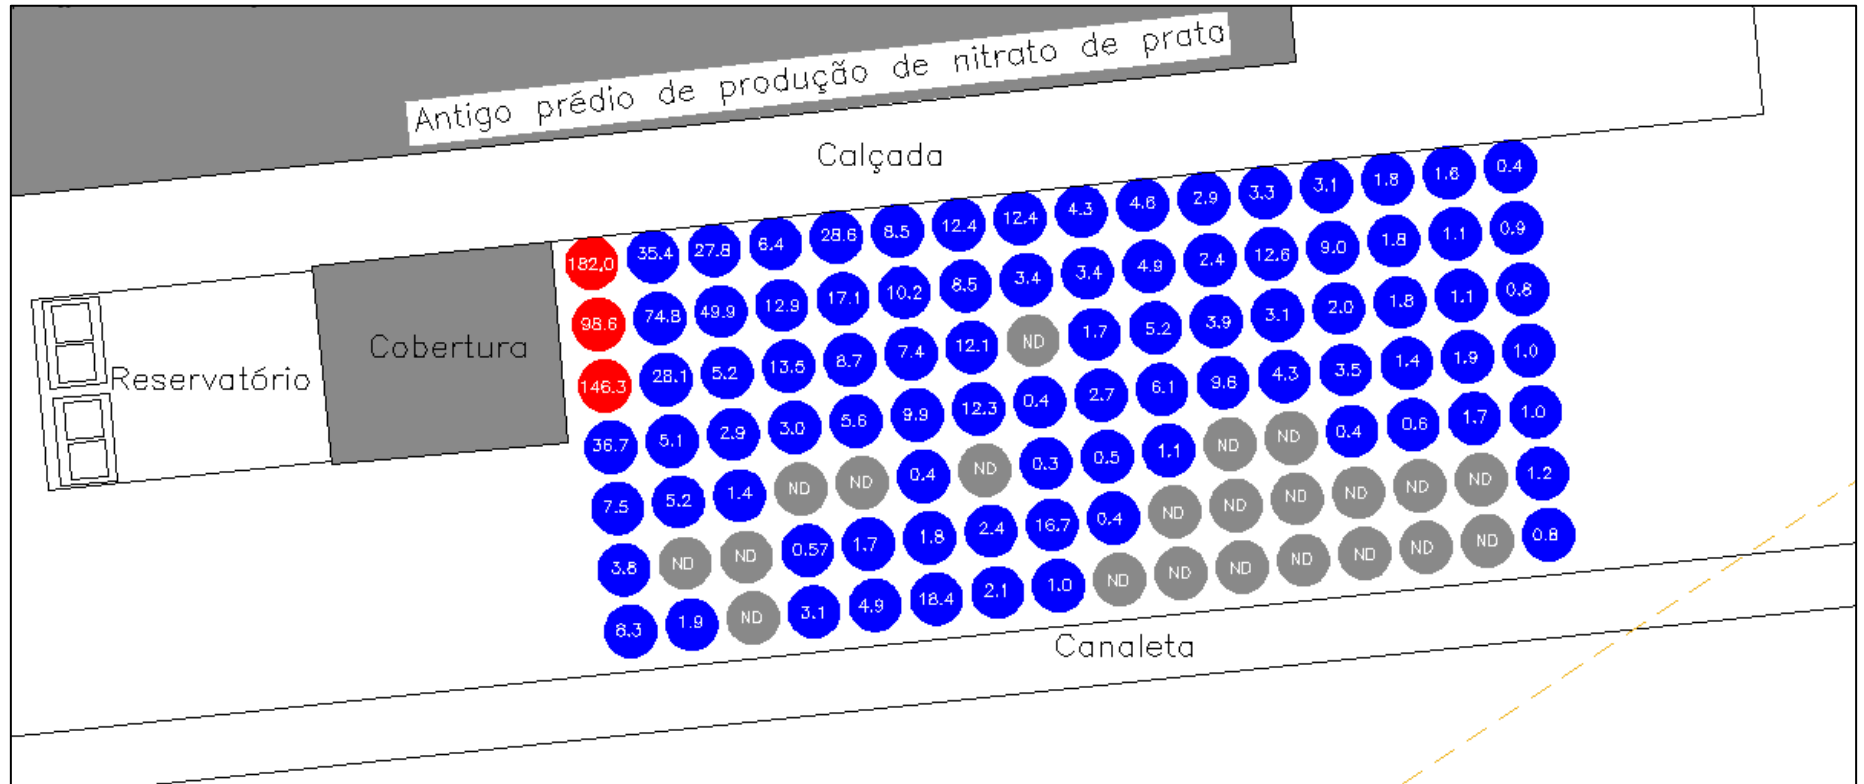 Antigo prédio de produção de nitrato de prata
Calçada
Cobertura
Reservatório
182.0 35.4 27.8 6.4 28.6 8.5 12.4 12.4 4.3 4.6 2.9 3.3 3.1 1.8 1.6 0.4
98.6 74.8 49.9 12.9 17.1 10.2 8.5 3.4 3.4 4.9 2.4 12.6 9.0 1.8 1.1 0.9
146.3 28.1 5.2 13.5 8.7 7.4 12.1 ND 1.7 5.2 3.9 3.1 2.0 1.8 1.1 0.8
36.7 5.1 2.9 3.0 5.6 9.9 12.3 0.4 2.7 6.1 9.6 4.3 3.5 1.4 1.9 1.0
7.5 5.2 1.4 ND ND 0.4 ND 0.3 0.5 1.1 ND ND 0.4 0.6 1.7 1.0
3.8 ND ND 0.57 1.7 1.8 2.4 16.7 0.4 ND ND ND ND ND ND 1.2
8.3 1.9 ND 3.1 4.9 18.4 2.1 1.0 ND ND ND ND ND ND ND 0.8
Canaleta